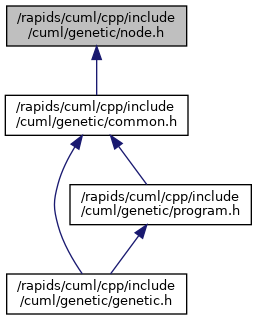 /rapids/cuml/cpp/include
/cuml/genetic/node.h
/rapids/cuml/cpp/include
/cuml/genetic/common.h
/rapids/cuml/cpp/include
/cuml/genetic/program.h
/rapids/cuml/cpp/include
/cuml/genetic/genetic.h